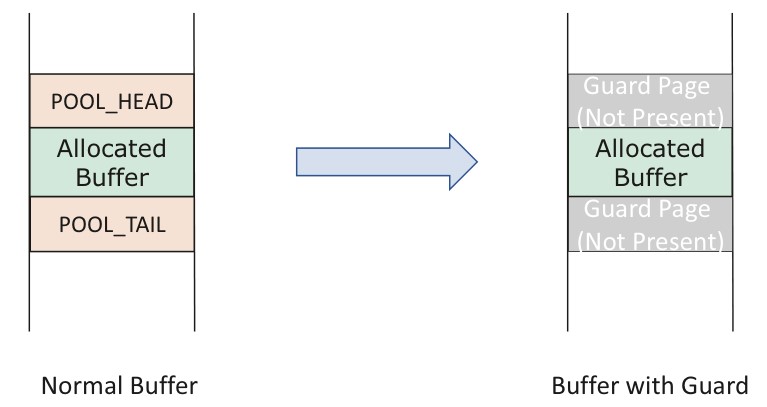 POOL_HEAD
Allocated
Buffer
POOL_TAIL
Normal Buffer
Guard Page
(Not Present)
Allocated
Buffer
Guard Page
(Not Present)
Buffer with Guard